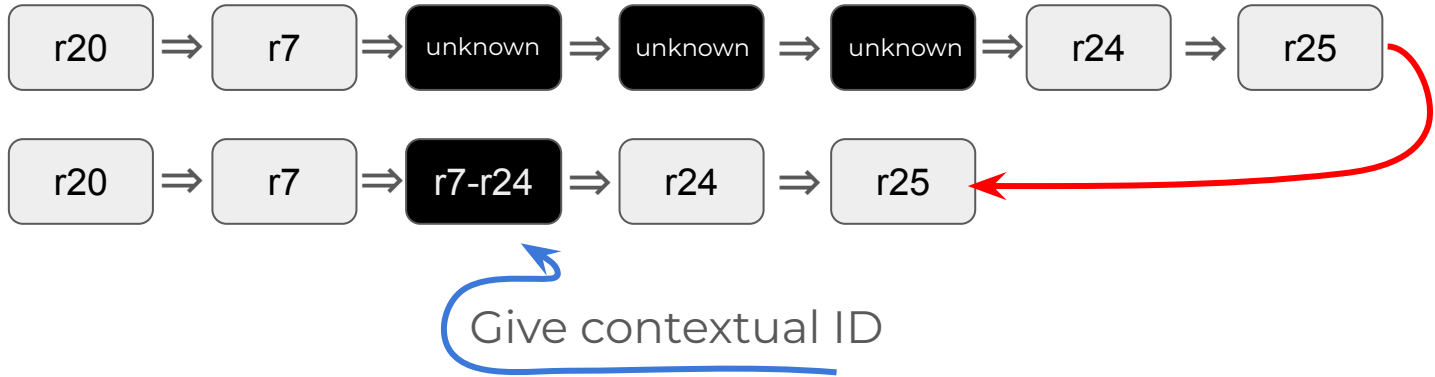 r20 ⇒ r7 ⇒ unknown ⇒ unknown ⇒ unknown ⇒ r24 ⇒ r25
r20 ⇒ r7 ⇒ r7-r24 ⇒ r24 ⇒ r25
Give contextual ID